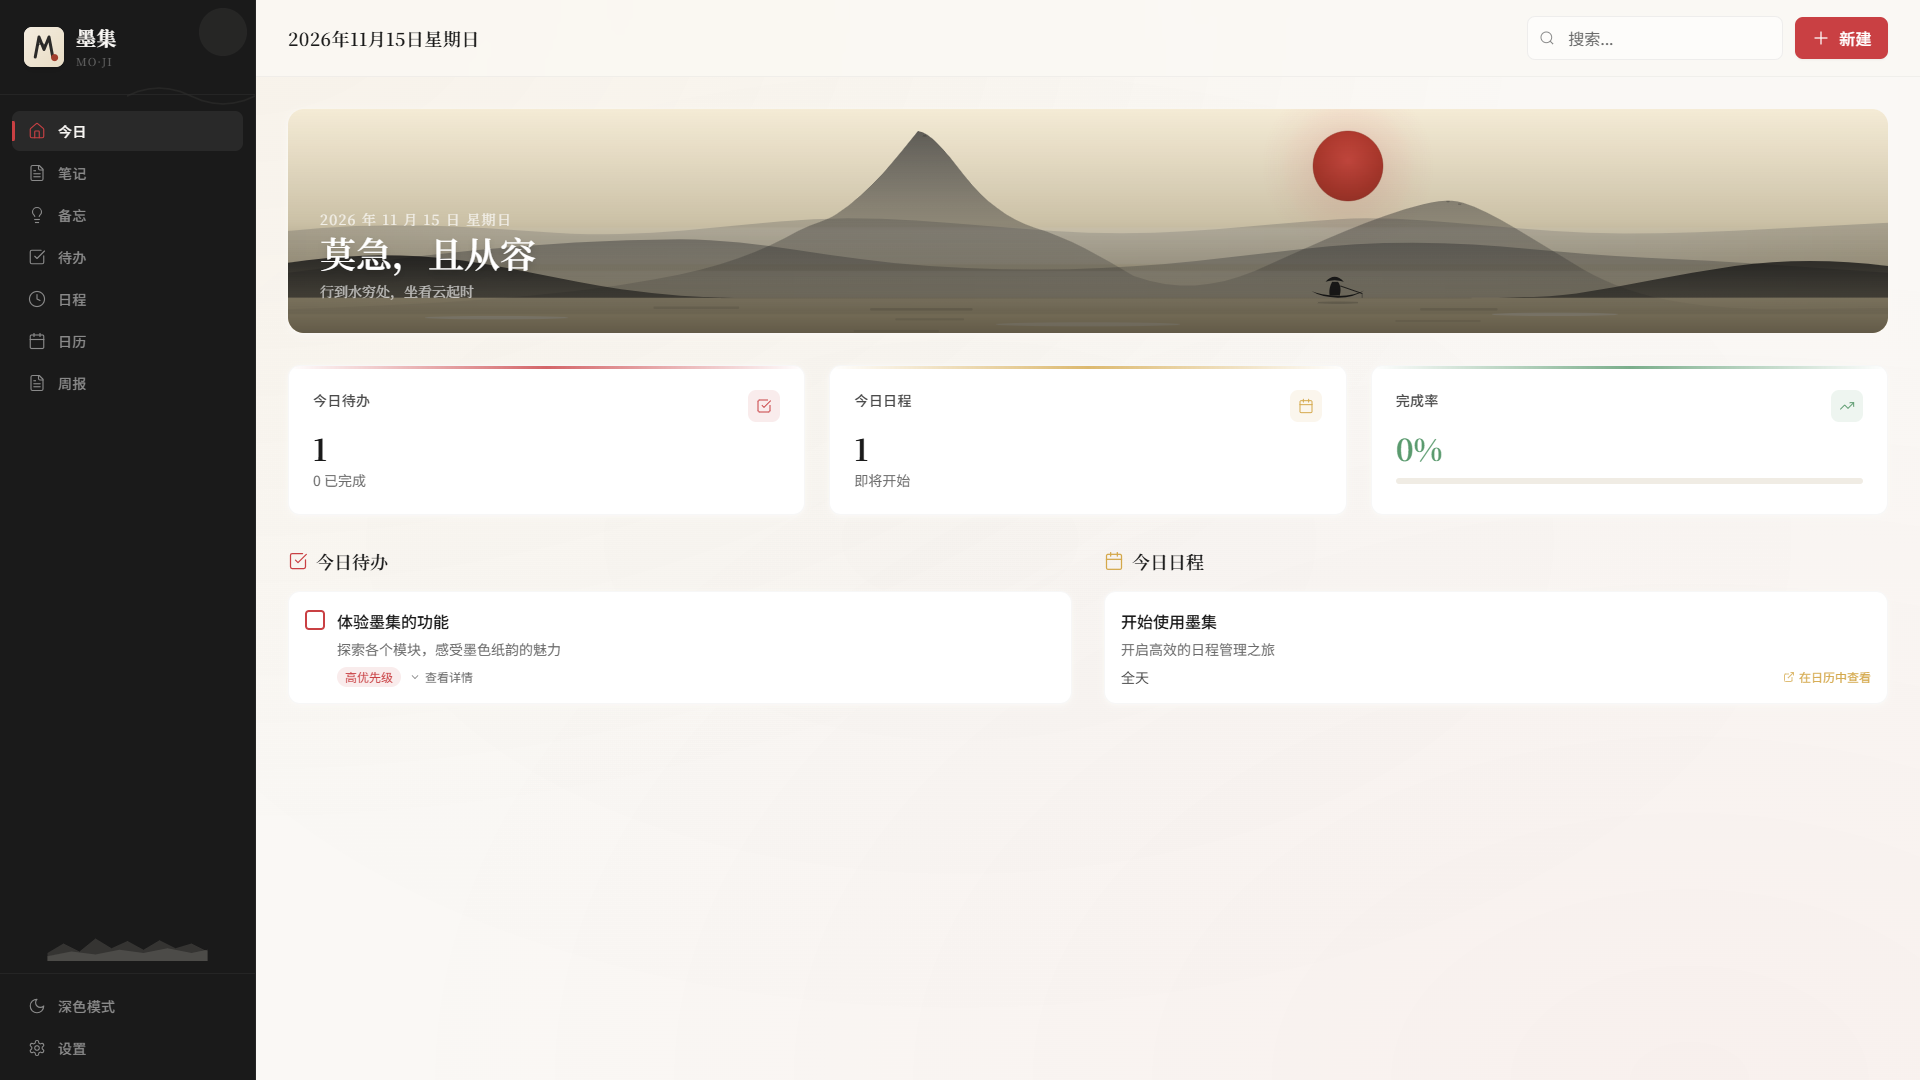 墨集
MO·JI
今日
笔记
备忘
待办
日程
日历
周报
深色模式
设置
2026年11月15日星期日
搜索...
新建
2026 年 11 月 15 日 星期日
莫急，且从容
行到水穷处，坐看云起时
今日待办
1
0 已完成
今日日程
1
即将开始
完成率
0%
今日待办
体验墨集的功能
探索各个模块，感受墨色纸韵的魅力
高优先级
查看详情
今日日程
开始使用墨集
开启高效的日程管理之旅
全天
在日历中查看